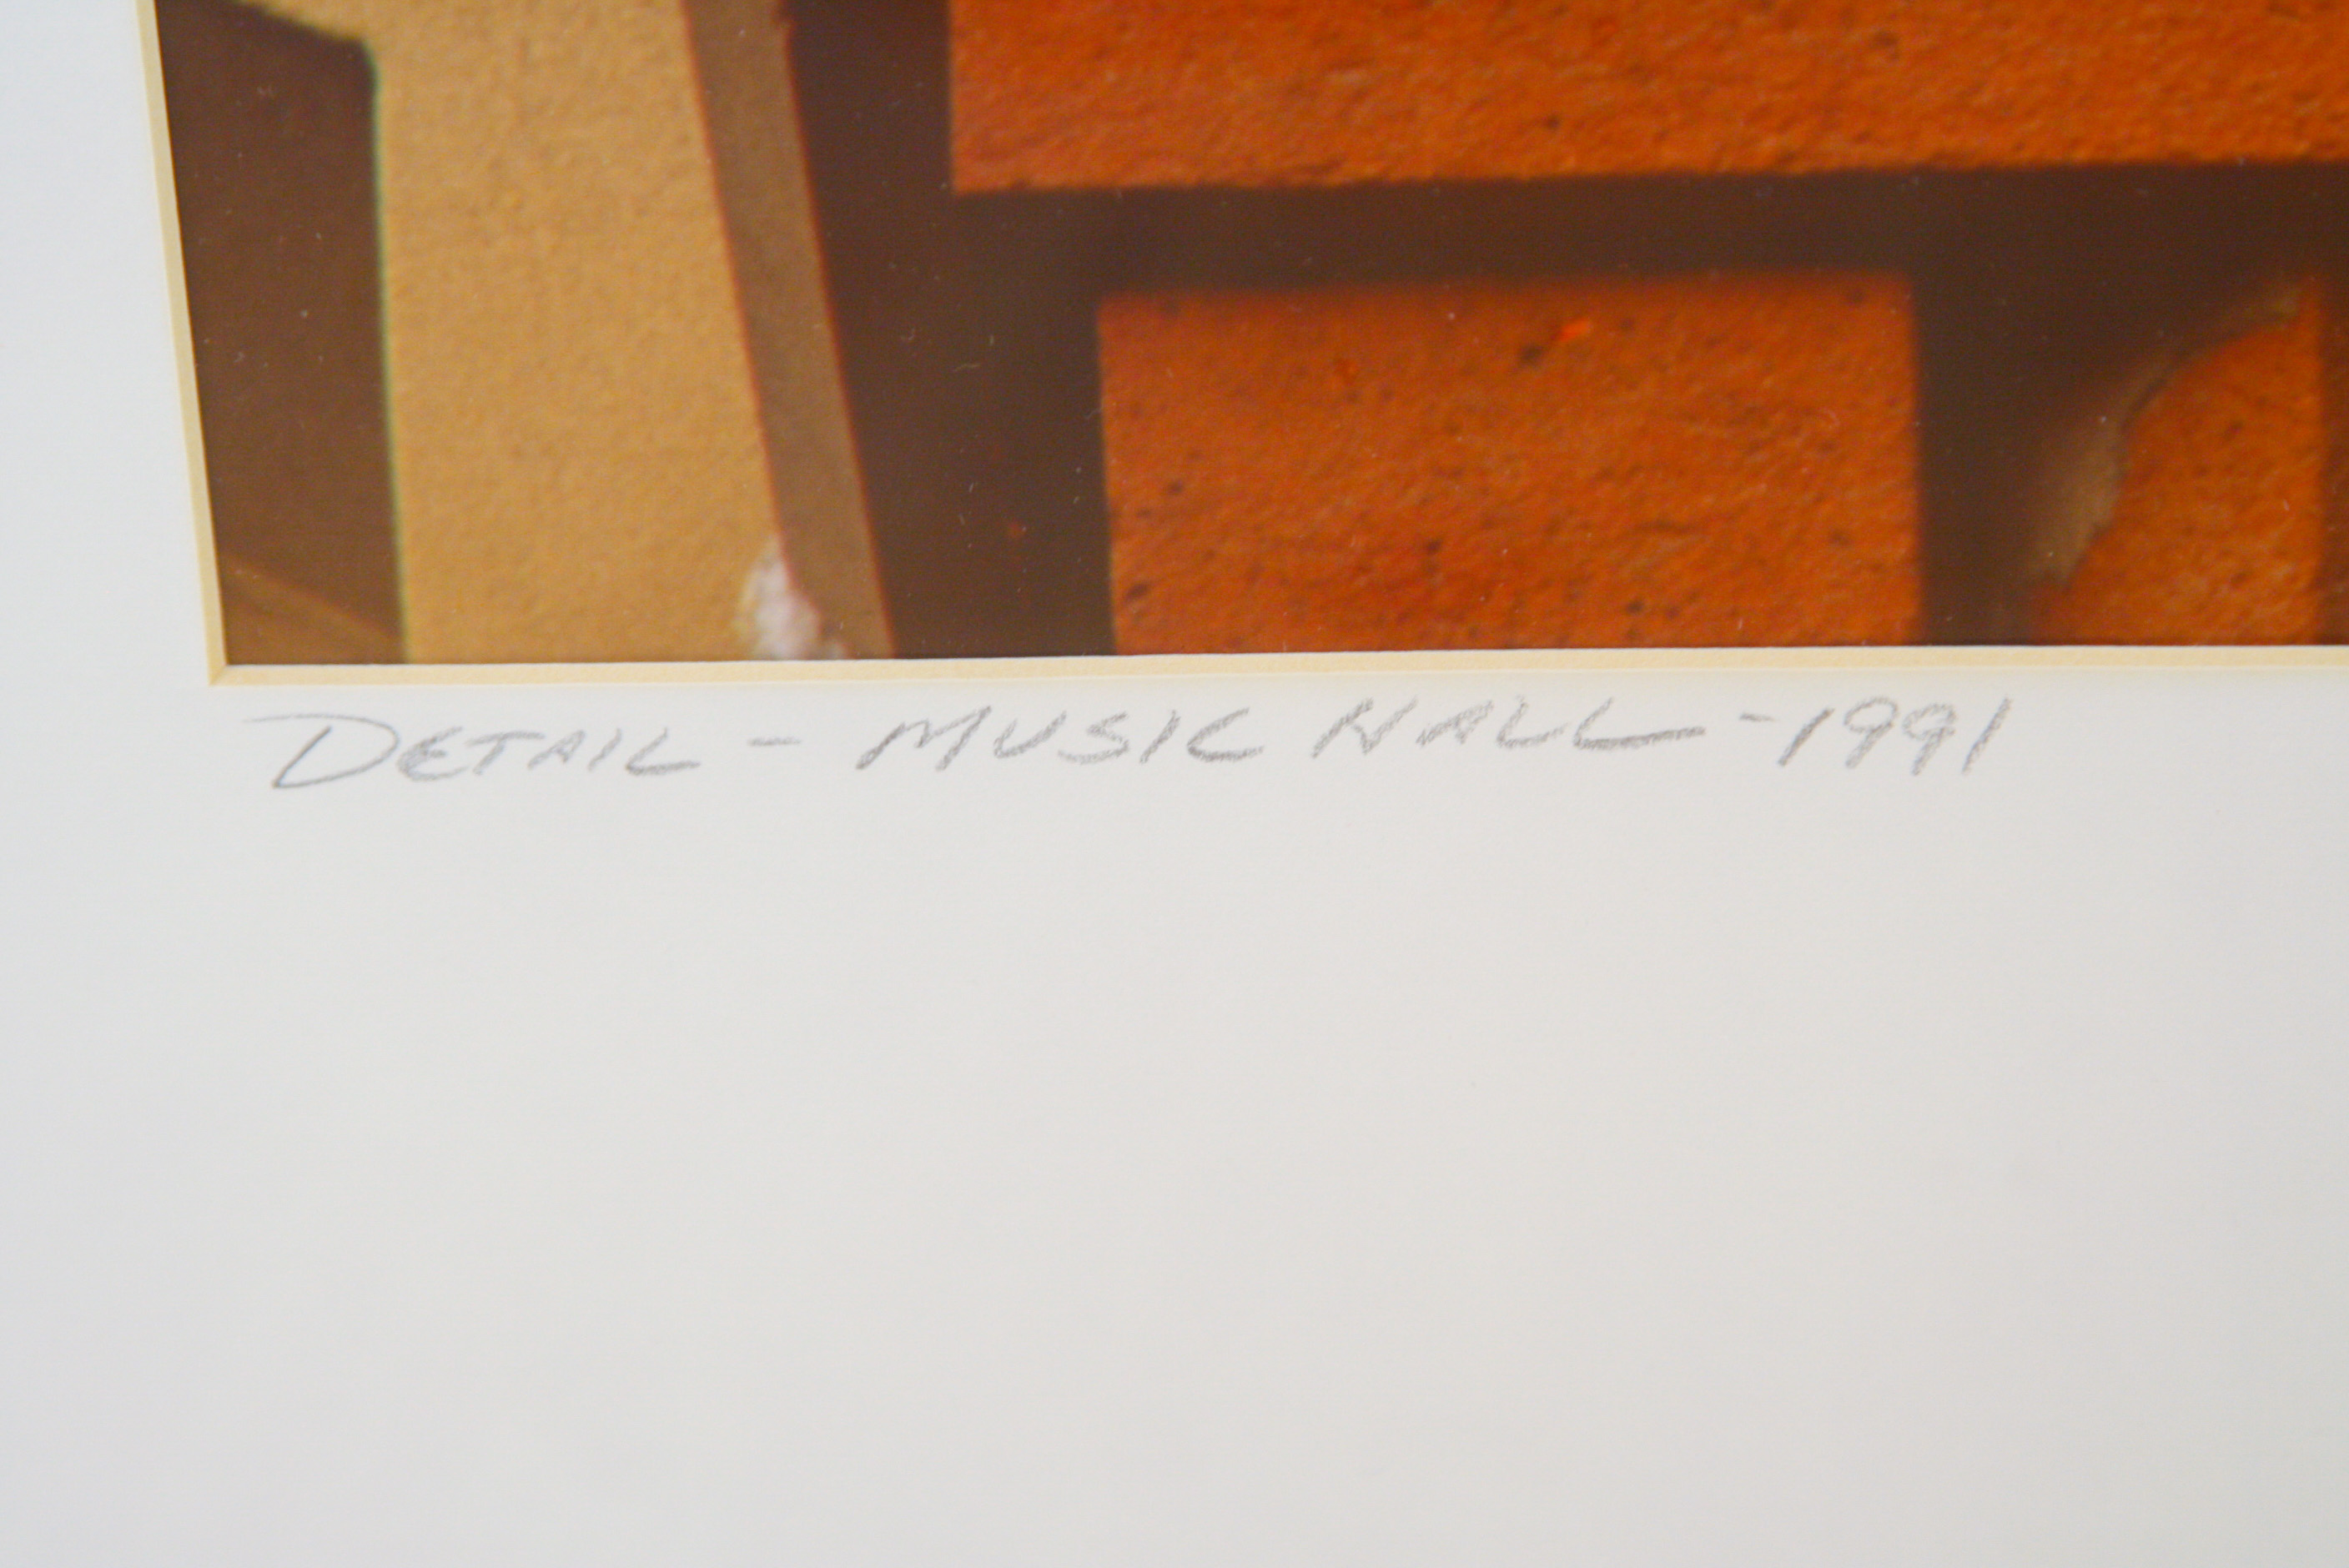 DETAIL - MUSIC HALL - 1991